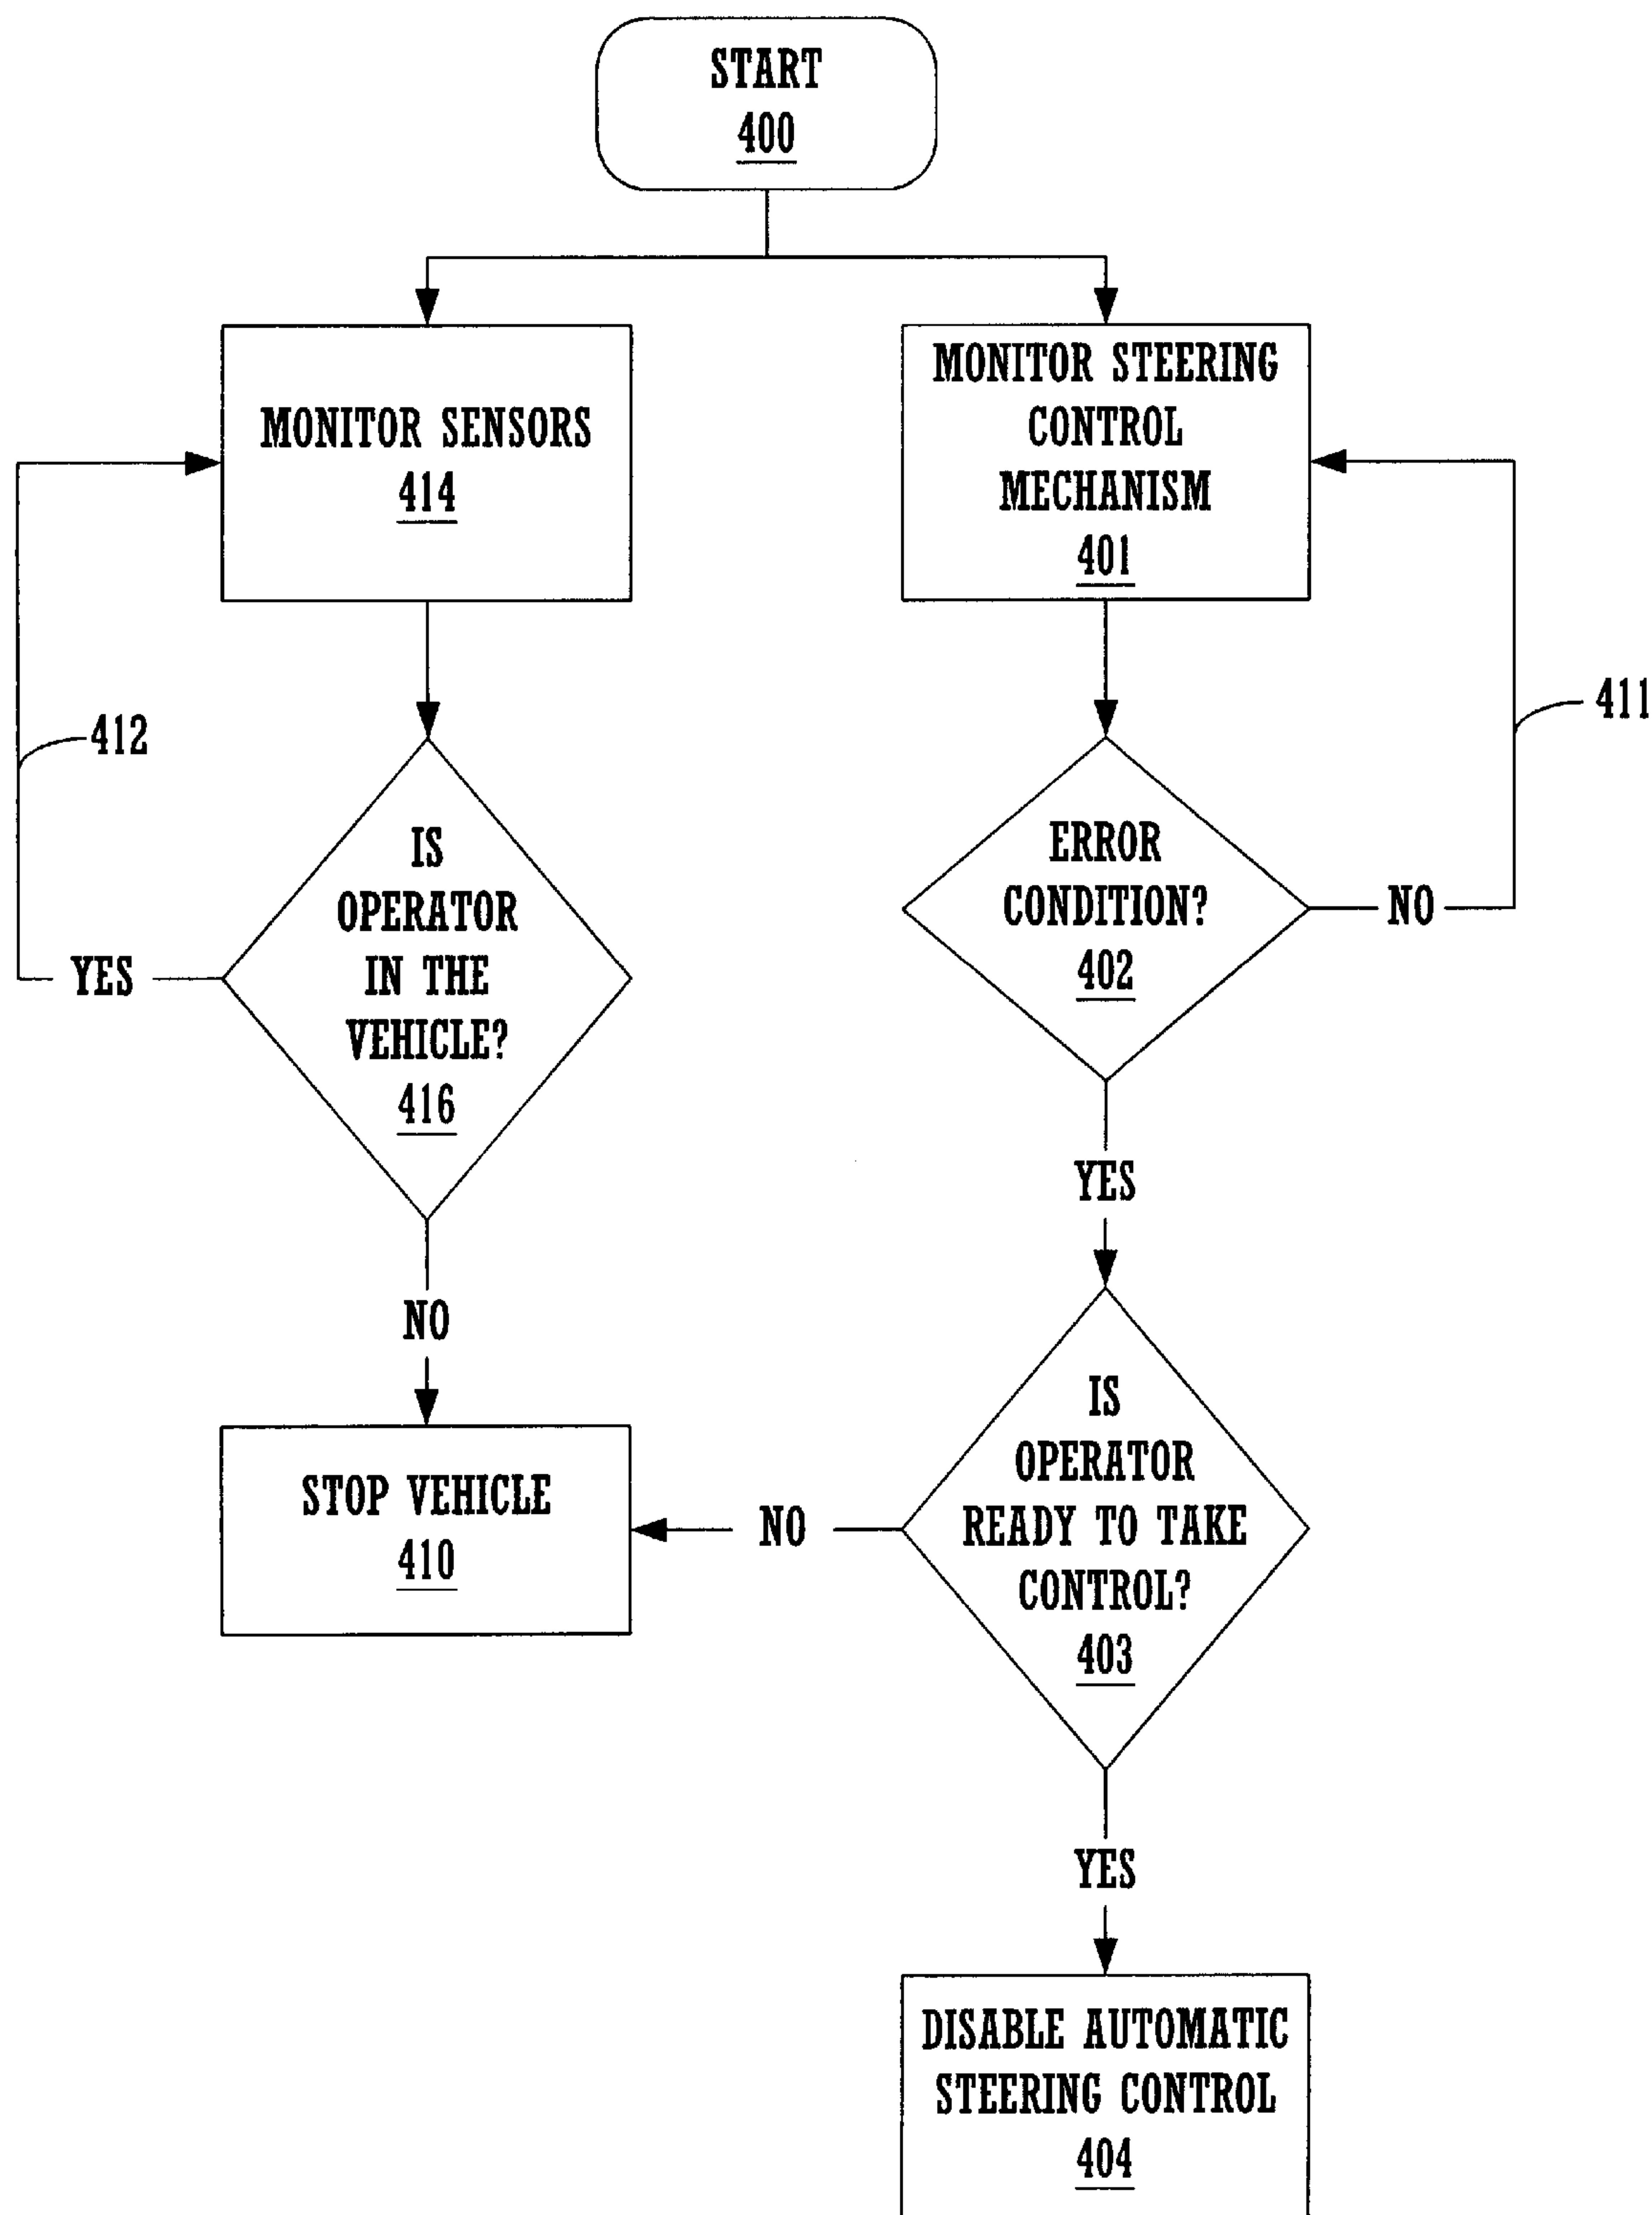 START
400
MONITOR SENSORS
414
MONITOR STEERING
CONTROL
MECHANISM
401
412
411
IS
OPERATOR
IN THE
VEHICLE?
416
YES
ERROR
CONDITION?
402
NO
YES
NO
STOP VEHICLE
410
NO
IS
OPERATOR
READY TO TAKE
CONTROL?
403
YES
DISABLE AUTOMATIC
STEERING CONTROL
404